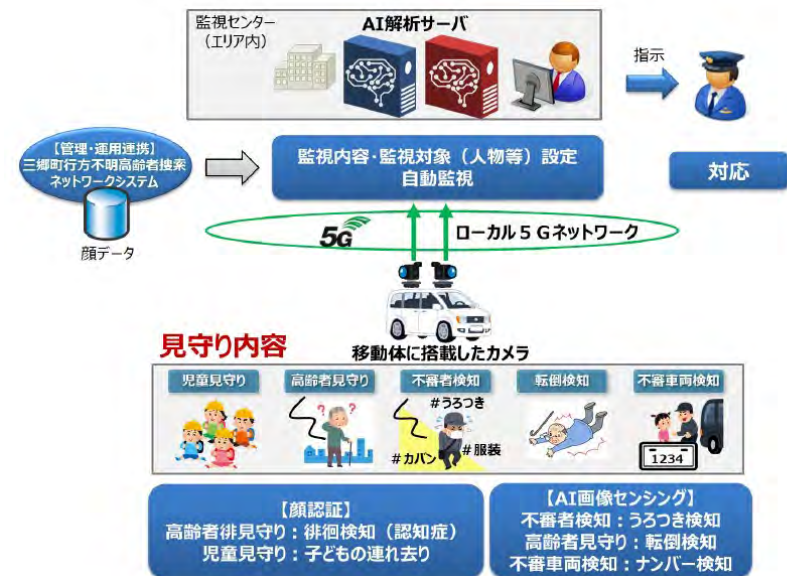 監視センター
（エリア内）
AI解析サーバ
指示
【管理・運用連携】
三郷町行方不明高齢者捜索
ネットワークシステム
顔データ
監視内容・監視対象（人物等）設定
自動監視
対応
5G
ローカル５Ｇネットワーク
見守り内容
移動体に搭載したカメラ
児童見守り
高齢者見守り
不審者検知
転倒検知
不審車両検知
#うろつき
#カバン
#服装
1234
【顔認証】
高齢者徘見守り：徘徊検知（認知症）
児童見守り：子どもの連れ去り
【AI画像センシング】
不審者検知：うろつき検知
高齢者見守り：転倒検知
不審車両検知：ナンバー検知